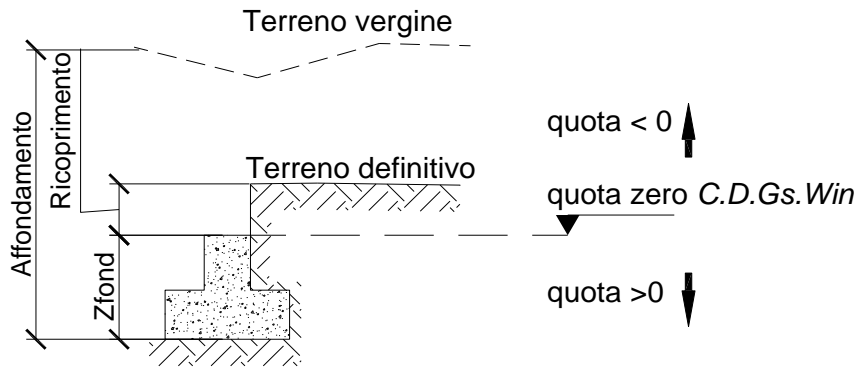 Terreno vergine
Affondamento
Ricoprimento
quota < 0
Terreno definitivo
quota zero C.D.Gs.Win
Zfond
quota >0